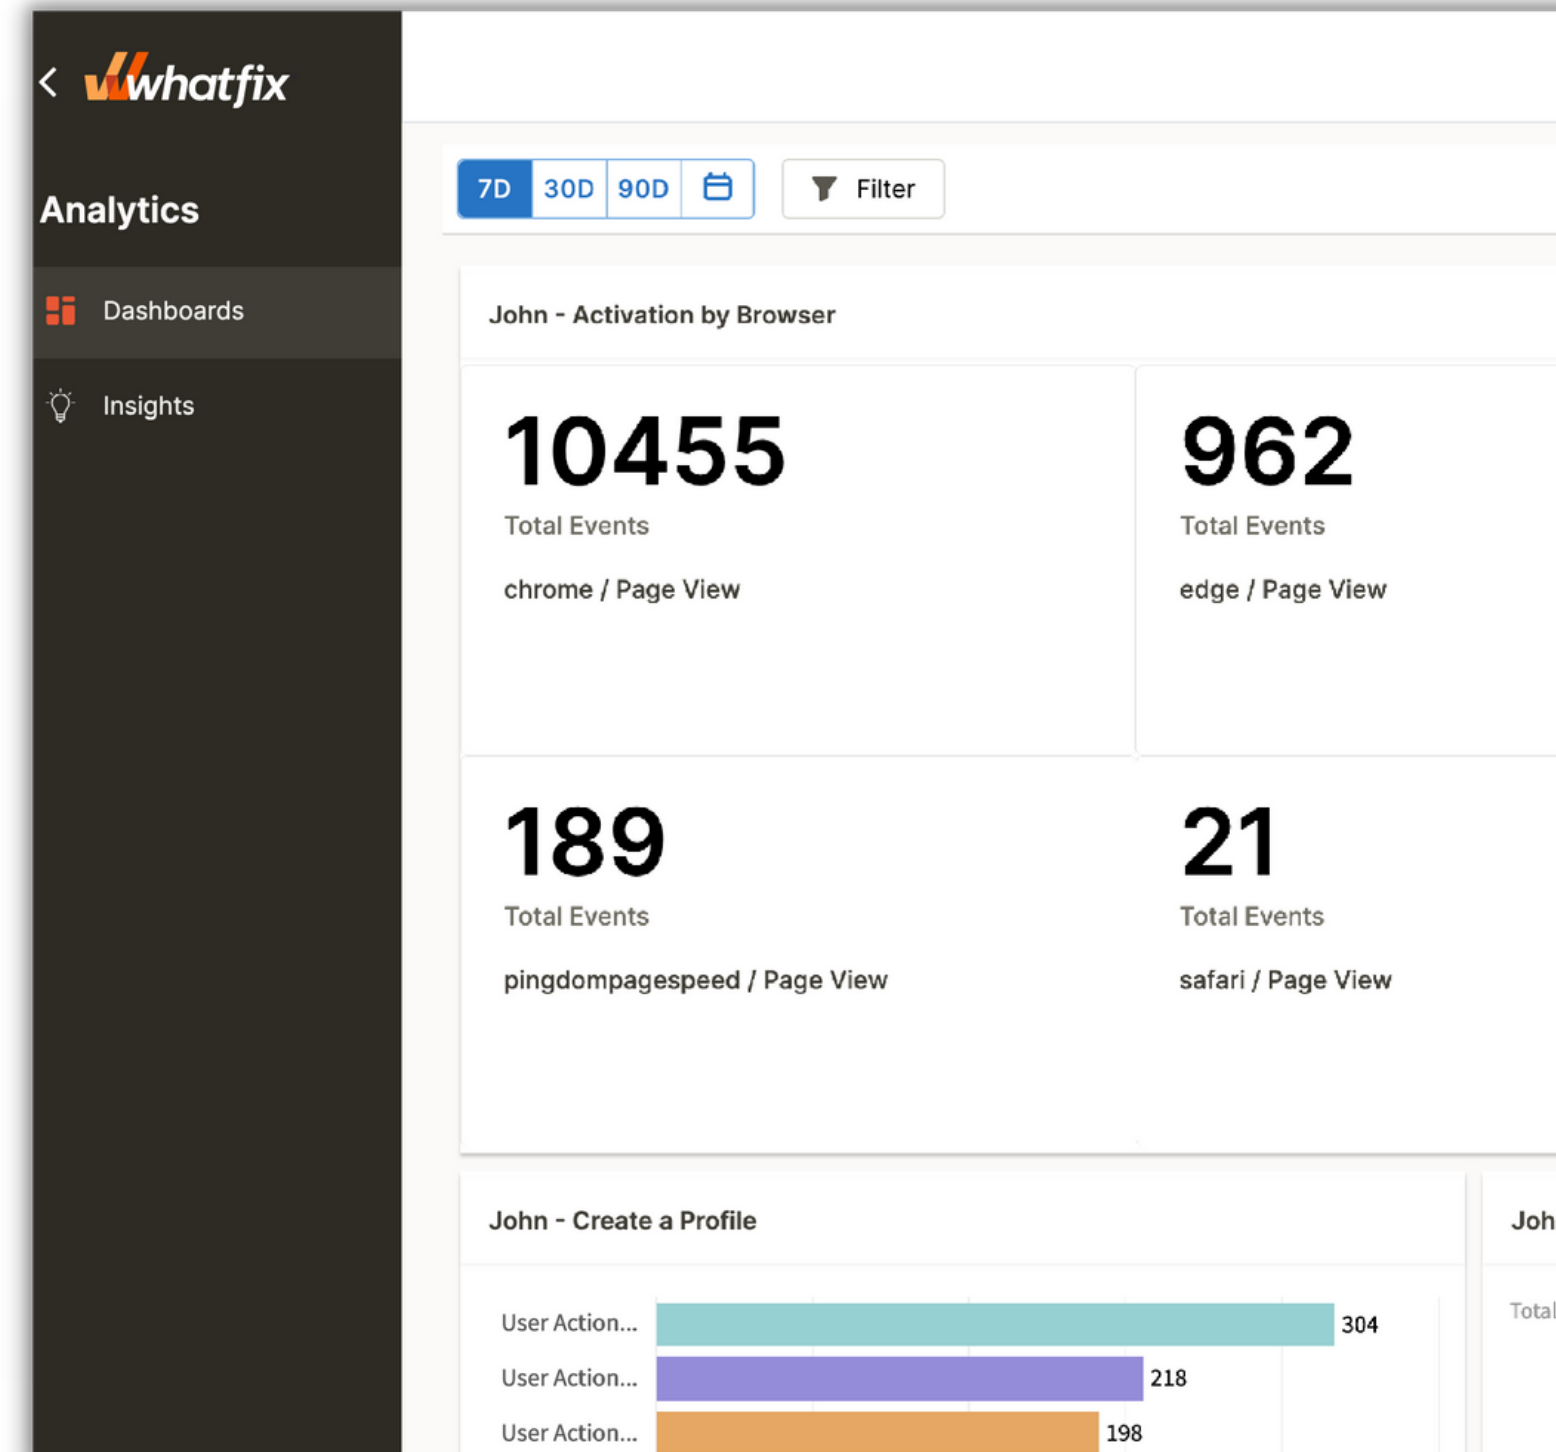 whatfix
Analytics
Dashboards
Insights
7D 30D 90D Filter
John - Activation by Browser
10455
Total Events
chrome / Page View
962
Total Events
edge / Page View
189
Total Events
pingdompagespeed / Page View
21
Total Events
safari / Page View
John - Create a Profile
User Action... 304
User Action... 218
User Action... 198
Joh
Total